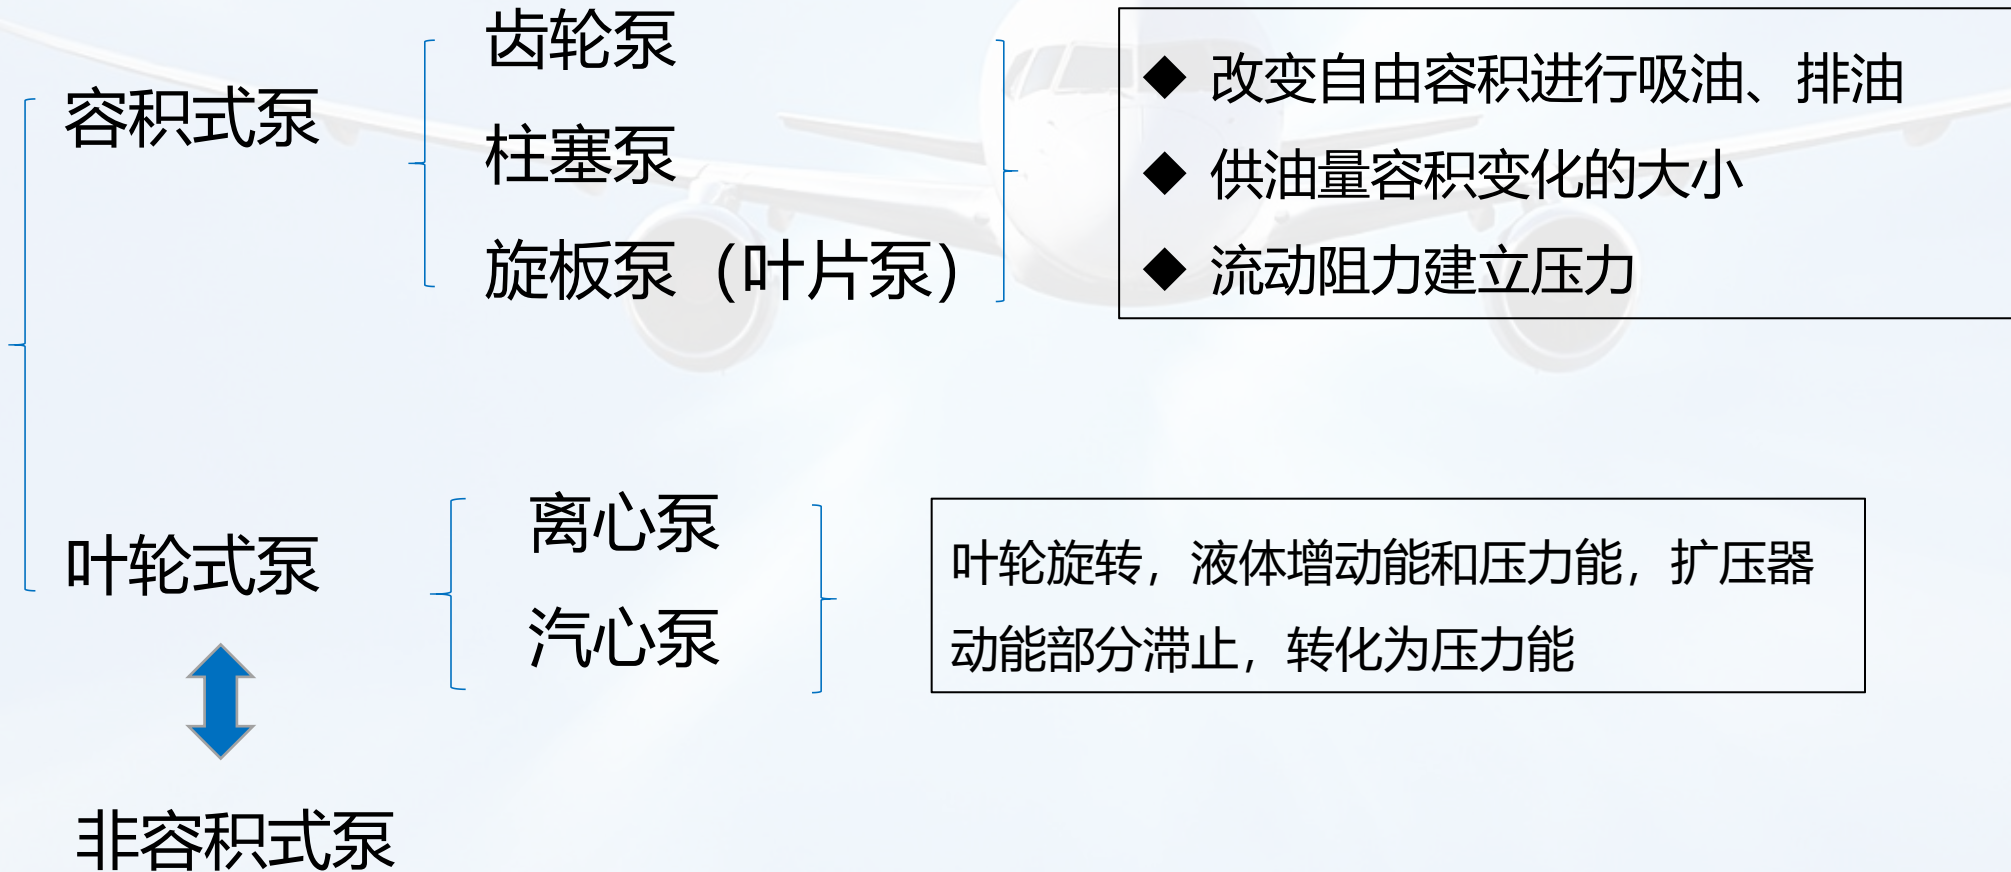 容积式泵
齿轮泵
柱塞泵
旋板泵（叶片泵）
◆ 改变自由容积进行吸油、排油
◆ 供油量容积变化的大小
◆ 流动阻力建立压力
叶轮式泵
离心泵
汽心泵
叶轮旋转，液体增动能和压力能，扩压器
动能部分滞止，转化为压力能
非容积式泵